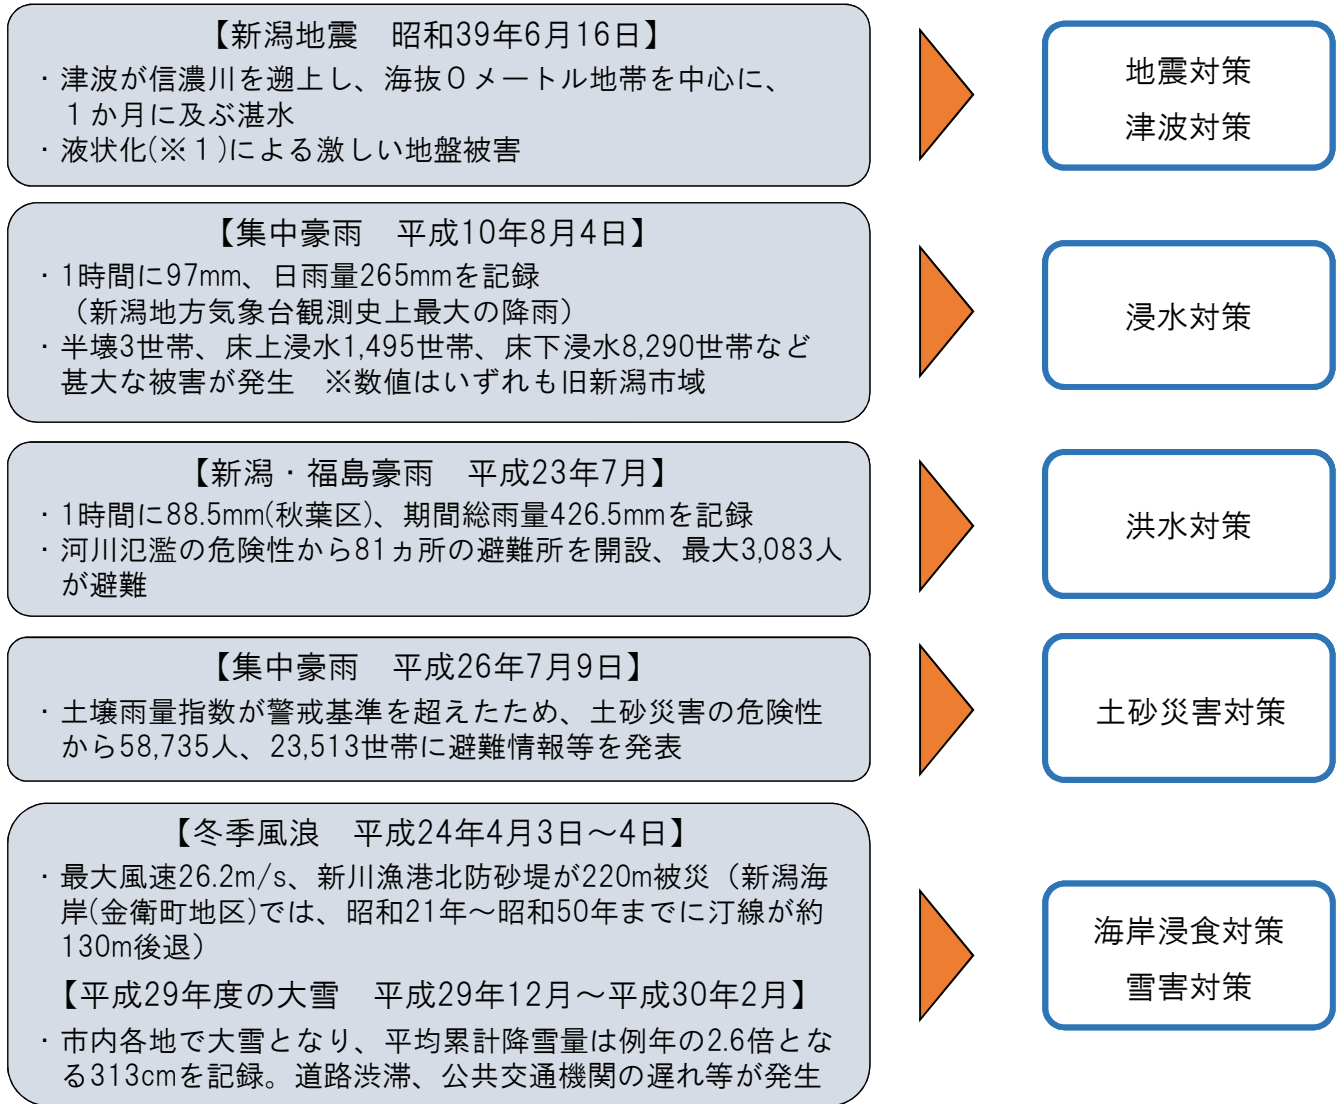 【新潟地震　昭和39年6月16日】
・津波が信濃川を遡上し、海抜０メートル地帯を中心に、
１か月に及ぶ湛水
・液状化(※１)による激しい地盤被害
地震対策
津波対策
【集中豪雨　平成10年8月4日】
・1時間に97mm、日雨量265mmを記録
（新潟地方気象台観測史上最大の降雨）
・半壊3世帯、床上浸水1,495世帯、床下浸水8,290世帯など
甚大な被害が発生　※数値はいずれも旧新潟市域
浸水対策
【新潟・福島豪雨　平成23年7月】
・1時間に88.5mm(秋葉区)、期間総雨量426.5mmを記録
・河川氾濫の危険性から81ヵ所の避難所を開設、最大3,083人
が避難
洪水対策
【集中豪雨　平成26年7月9日】
・土壌雨量指数が警戒基準を超えたため、土砂災害の危険性
から58,735人、23,513世帯に避難情報等を発表
土砂災害対策
【冬季風浪　平成24年4月3日～4日】
・最大風速26.2m/s、新川漁港北防砂堤が220m被災（新潟海
岸(金衛町地区)では、昭和21年～昭和50年までに汀線が約
130m後退）
【平成29年度の大雪　平成29年12月～平成30年2月】
・市内各地で大雪となり、平均累計降雪量は例年の2.6倍とな
る313cmを記録。道路渋滞、公共交通機関の遅れ等が発生
海岸浸食対策
雪害対策